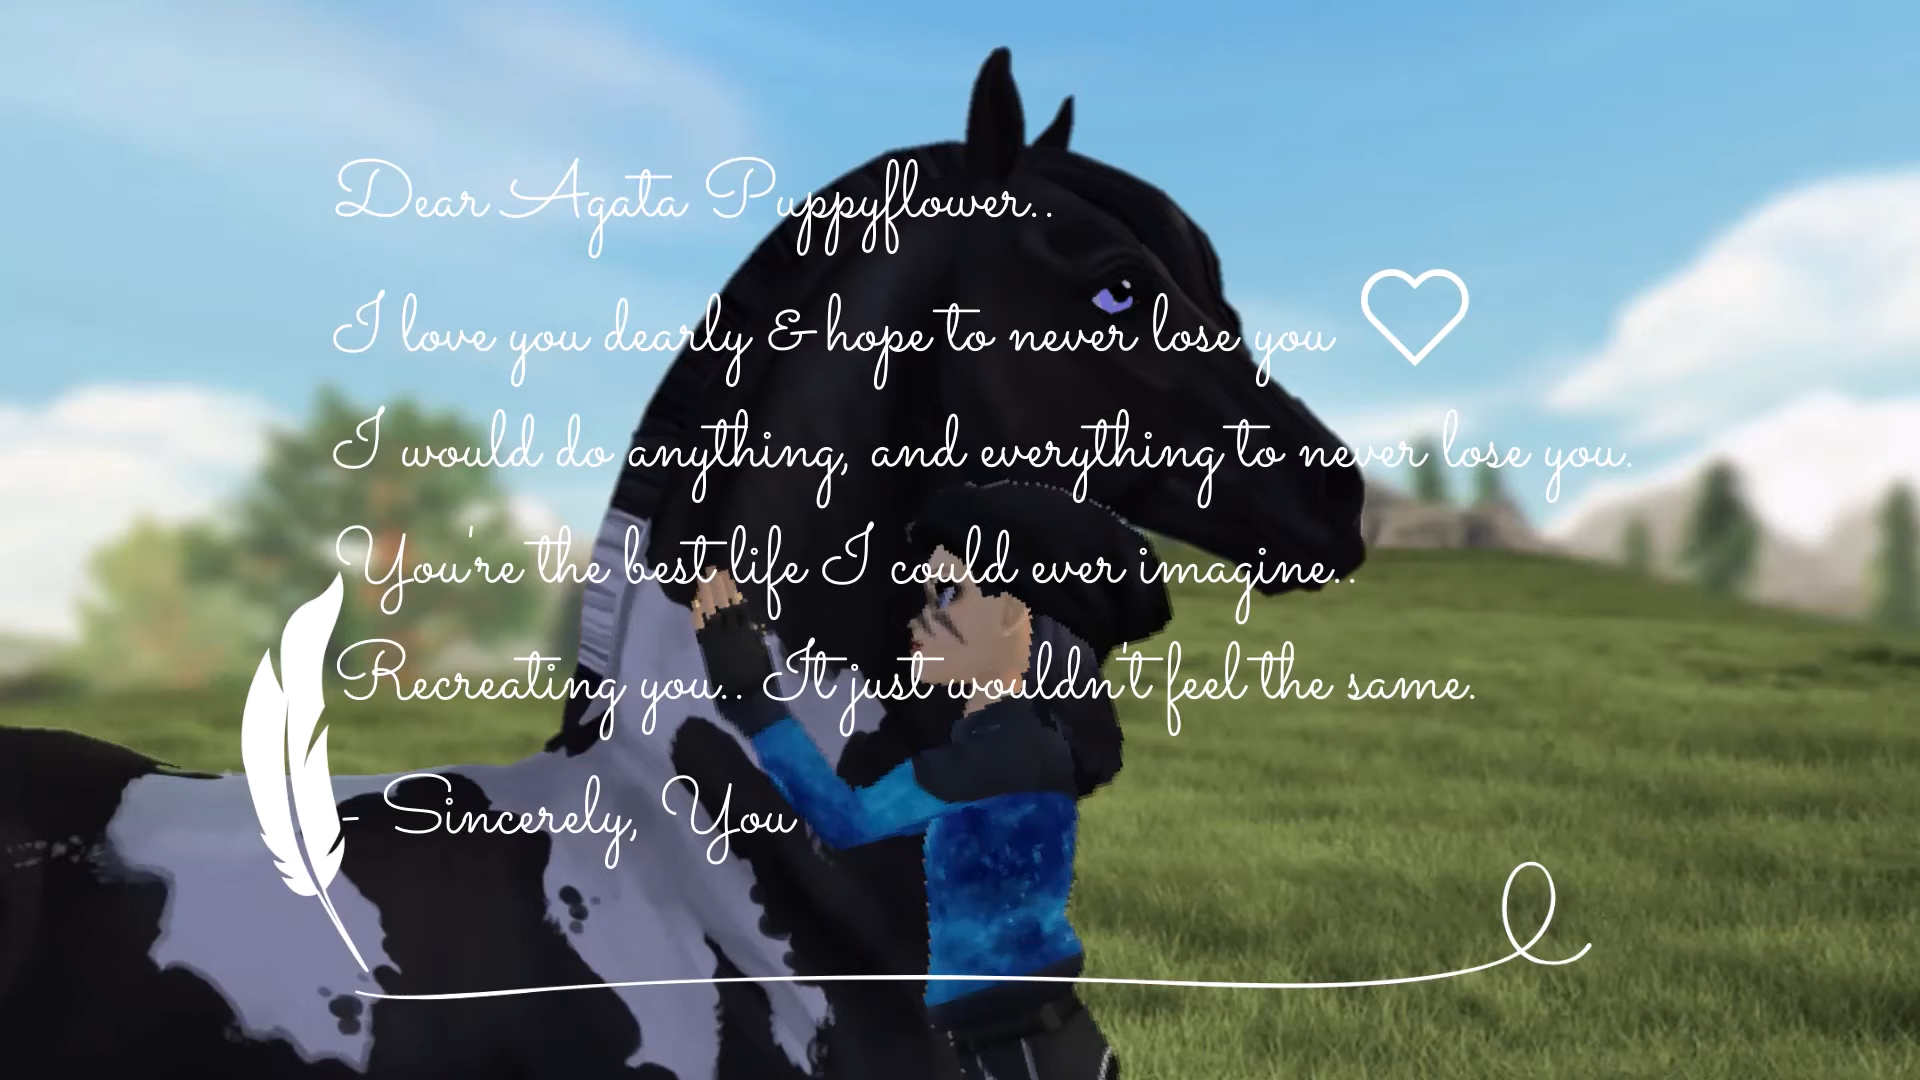 Dear Agata Puppyflower..
I love you dearly & hope to never lose you
I would do anything, and everything to never lose you.
You're the best life I could ever imagine..
Recreating you.. It just wouldn't feel the same.
- Sincerely, You